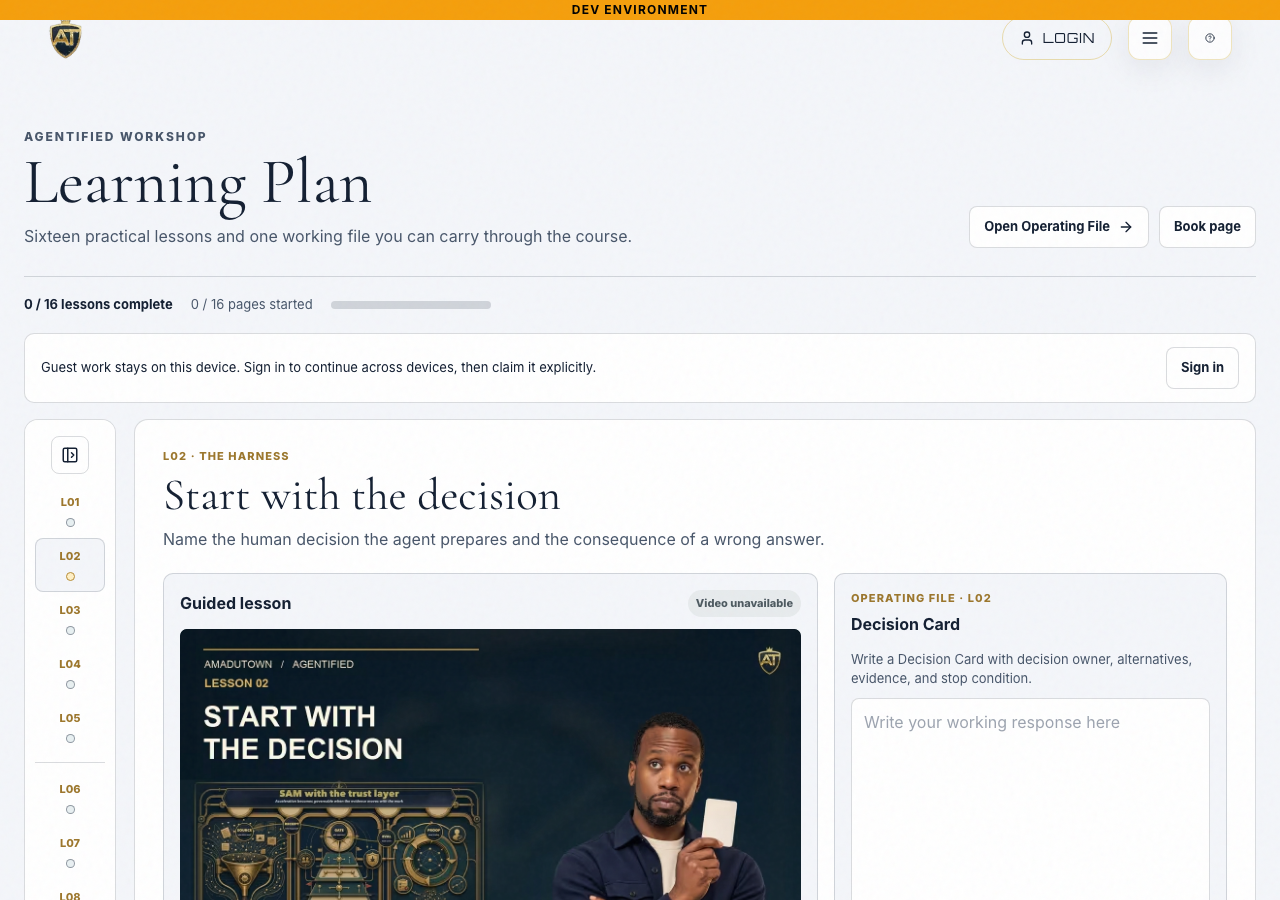 DEV ENVIRONMENT
AT
LOGIN
AGENTIFIED WORKSHOP
Learning Plan
Sixteen practical lessons and one working file you can carry through the course.
Open Operating File
Book page
0 / 16 lessons complete
0 / 16 pages started
Guest work stays on this device. Sign in to continue across devices, then claim it explicitly.
Sign in
L01
L02
L03
L04
L05
L06
L07
L08
L02 · THE HARNESS
Start with the decision
Name the human decision the agent prepares and the consequence of a wrong answer.
Guided lesson
Video unavailable
AMADUTOWN / AGENTIFIED
LESSON 02
START WITH
THE DECISION
AT
SAM with the trust layer
OPERATING FILE · L02
Decision Card
Write a Decision Card with decision owner, alternatives,
evidence, and stop condition.
Write your working response here